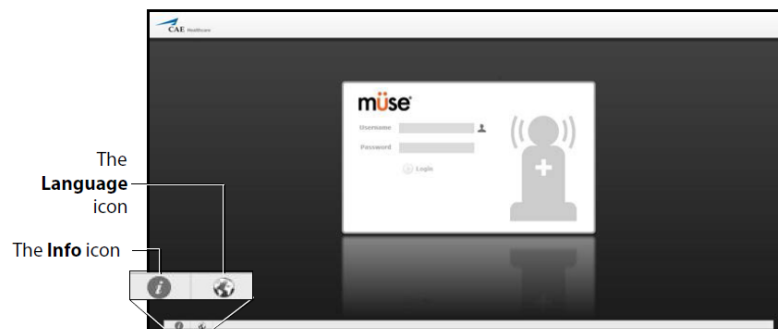 CAE Healthcare
müse
Username
Password
Login
The
Language
icon
The Info icon